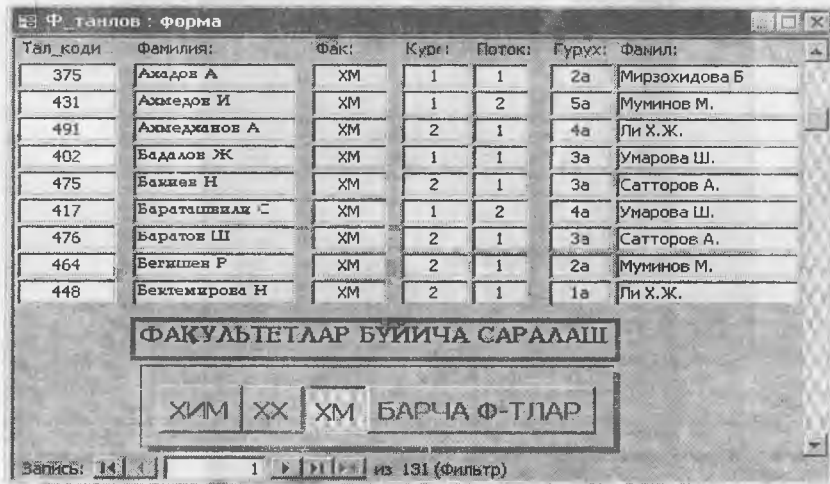 Ф_танлов : форма
Тал_коди Фамилия: Фак: Курс: Поток: Гурух: Фамил:
375 Ахадов А ХМ 1 1 2а Мирзохидова Б
431 Ахмедов И ХМ 1 2 5а Муминов М.
491 Ахмеджанов А ХМ 2 1 4а Ли Х.Ж.
402 Бадалов Ж ХМ 1 1 3а Умарова Ш.
475 Бакиев Н ХМ 2 1 3а Сатторов А.
417 Бараташвили С ХМ 1 2 4а Умарова Ш.
476 Баратов Ш ХМ 2 1 3а Сатторов А.
464 Бегишев Р ХМ 2 1 2а Муминов М.
448 Бектемирова Н ХМ 2 1 1а Ли Х.Ж.
ФАКУЛЬТЕТЛАР БУЙИЧА САРАЛАШ
ХИМ ХХ ХМ БАРЧА Ф-ТЛАР
Запись: 1 из 131 (Фильтр)